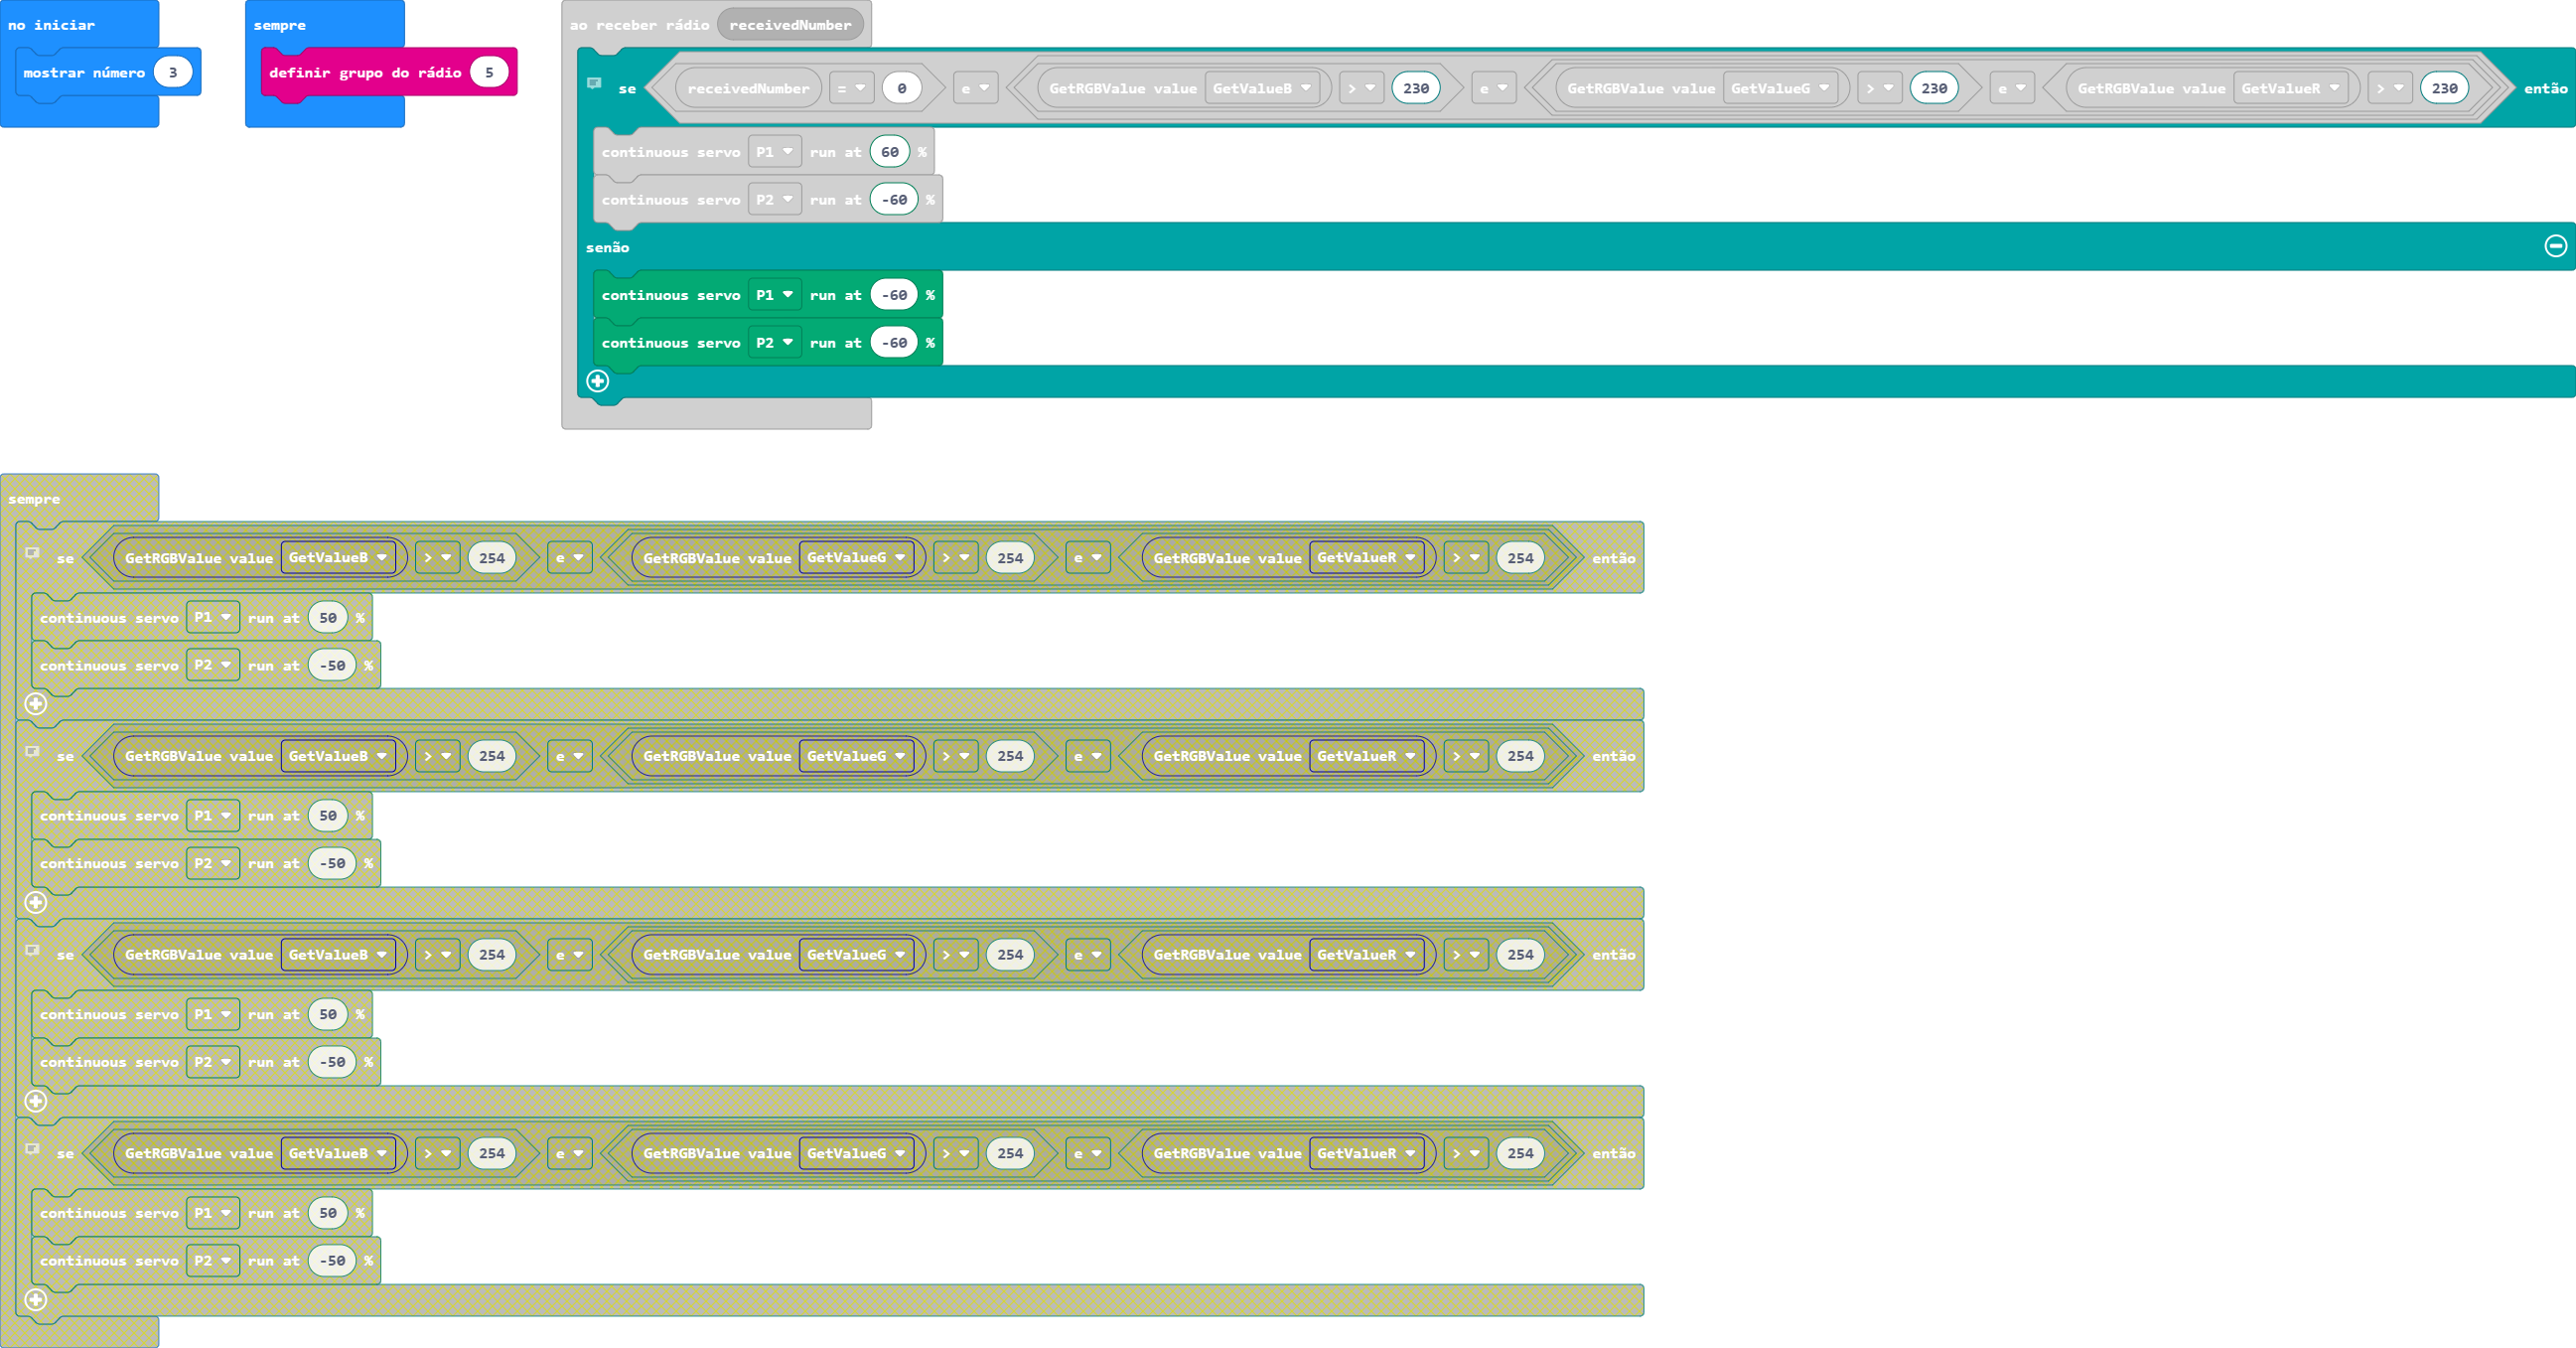 no iniciar
mostrar número 3
sempre
definir grupo do rádio 5
ao receber rádio receivedNumber
se receivedNumber = 0 e GetRGBValue value GetValueB > 230 e GetRGBValue value GetValueG > 230 e GetRGBValue value GetValueR > 230 então
continuous servo P1 run at 60 %
continuous servo P2 run at -60 %
senão
continuous servo P1 run at -60 %
continuous servo P2 run at -60 %
sempre
se GetRGBValue value GetValueB > 254 e GetRGBValue value GetValueG > 254 e GetRGBValue value GetValueR > 254 então
continuous servo P1 run at 50 %
continuous servo P2 run at -50 %
se GetRGBValue value GetValueB > 254 e GetRGBValue value GetValueG > 254 e GetRGBValue value GetValueR > 254 então
continuous servo P1 run at 50 %
continuous servo P2 run at -50 %
se GetRGBValue value GetValueB > 254 e GetRGBValue value GetValueG > 254 e GetRGBValue value GetValueR > 254 então
continuous servo P1 run at 50 %
continuous servo P2 run at -50 %
se GetRGBValue value GetValueB > 254 e GetRGBValue value GetValueG > 254 e GetRGBValue value GetValueR > 254 então
continuous servo P1 run at 50 %
continuous servo P2 run at -50 %